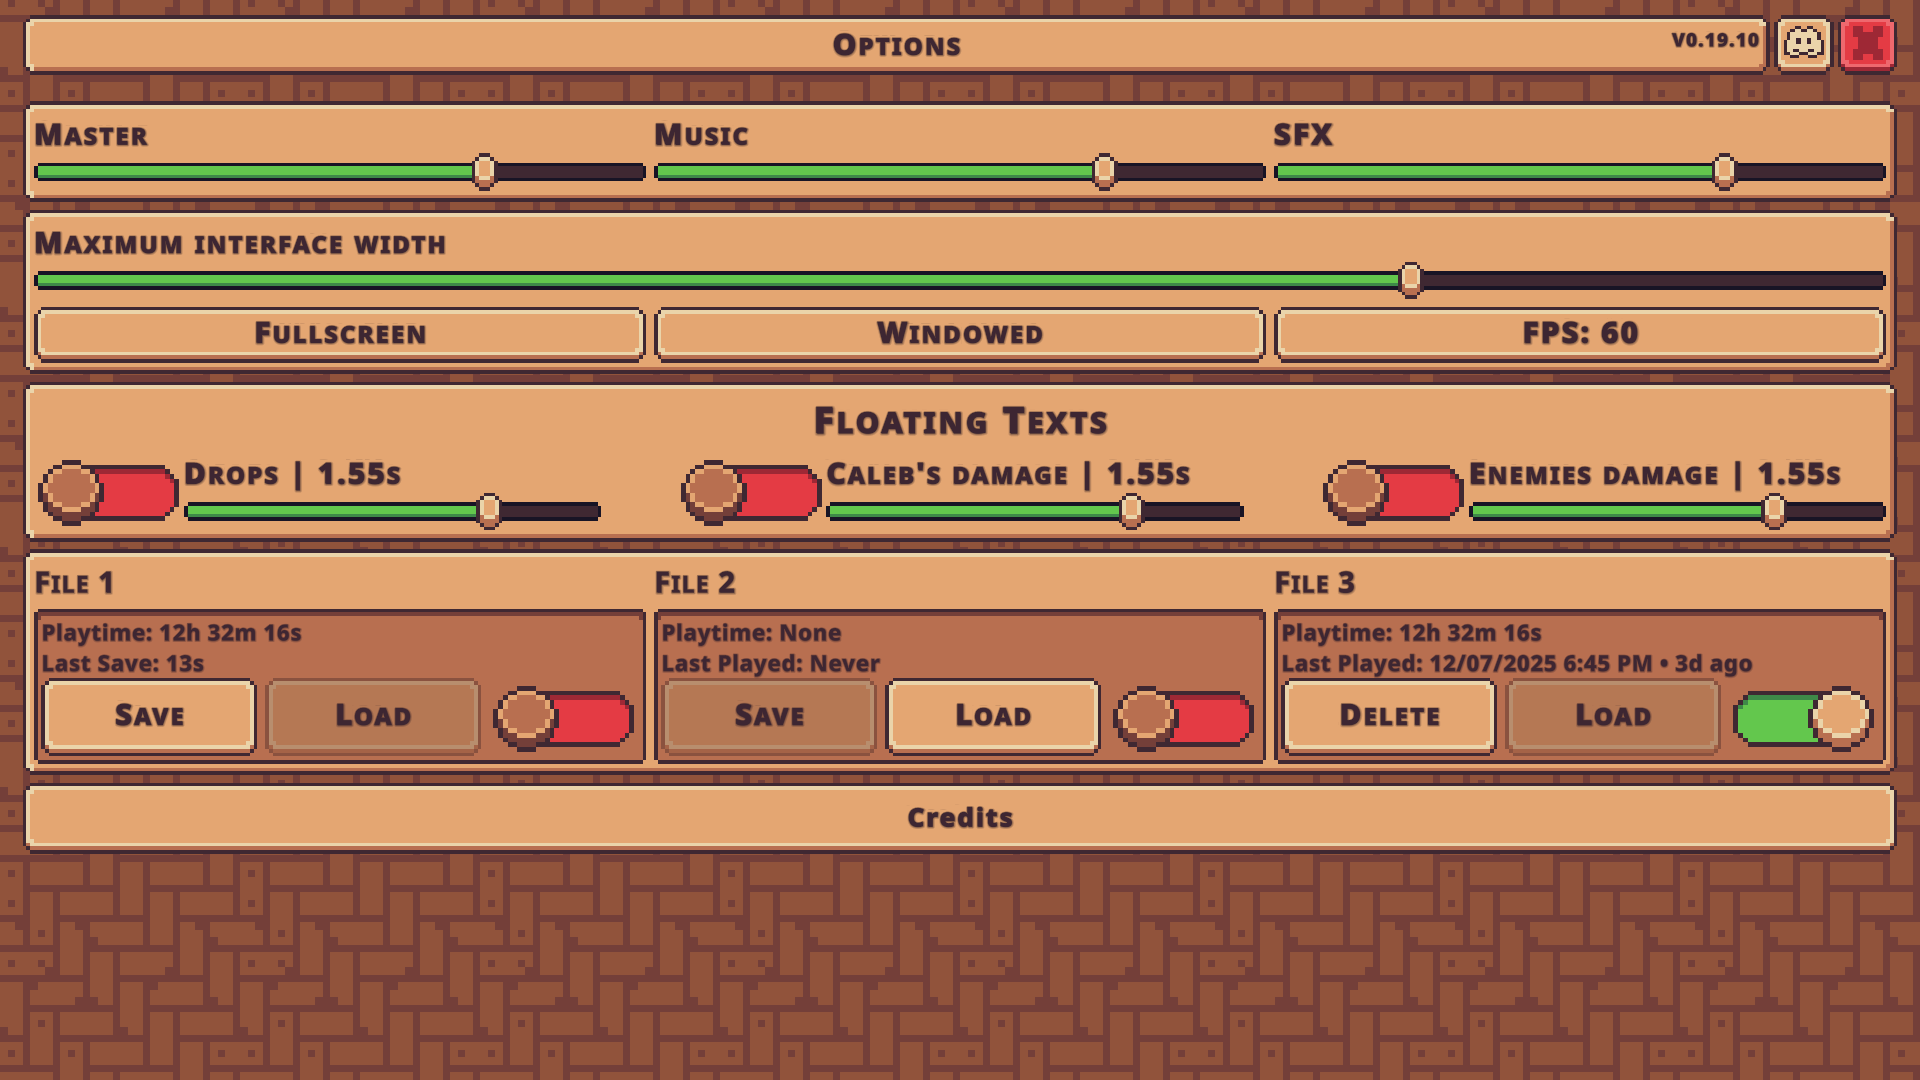 Options
V0.19.10
Master
Music
SFX
Maximum interface width
Fullscreen
Windowed
FPS: 60
Floating Texts
Drops | 1.55s
Caleb's damage | 1.55s
Enemies damage | 1.55s
File 1
Playtime: 12h 32m 16s
Last Save: 13s
Save
Load
File 2
Playtime: None
Last Played: Never
Save
Load
File 3
Playtime: 12h 32m 16s
Last Played: 12/07/2025 6:45 PM • 3d ago
Delete
Load
Credits